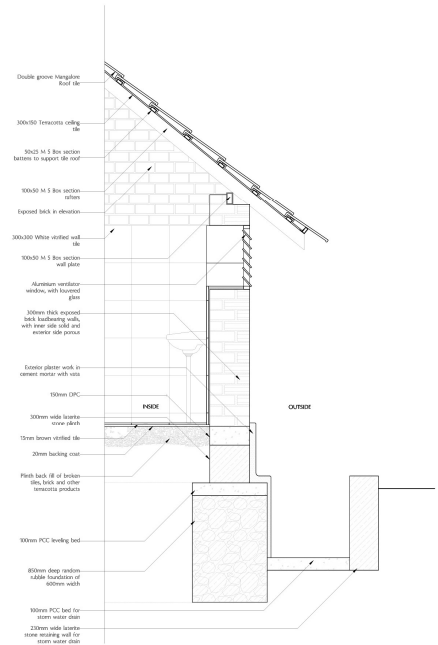 Double groove Mangalore
Roof tile
300x150 Terracotta ceiling
tile
50x25 M S Box section
battens to support tile roof
100x50 M S Box section
rafters
Exposed brick in elevation
300x300 White vitrified wall
tile
100x50 M S Box section
wall plate
Aluminium ventilator
window, with louvered
glass
300mm thick exposed
brick loadbearing walls,
with inner side solid and
exterior side porous
Exterior plaster work in
cement mortar with vata
150mm DPC
INSIDE
OUTSIDE
300mm wide laterite
stone plinth
15mm brown vitrified tile
20mm backing coat
Plinth back fill of broken
tiles, brick and other
terracotta products
100mm PCC leveling bed
850mm deep random
rubble foundation of
600mm width
100mm PCC bed for
storm water drain
230mm wide laterite
stone retaining wall for
storm water drain